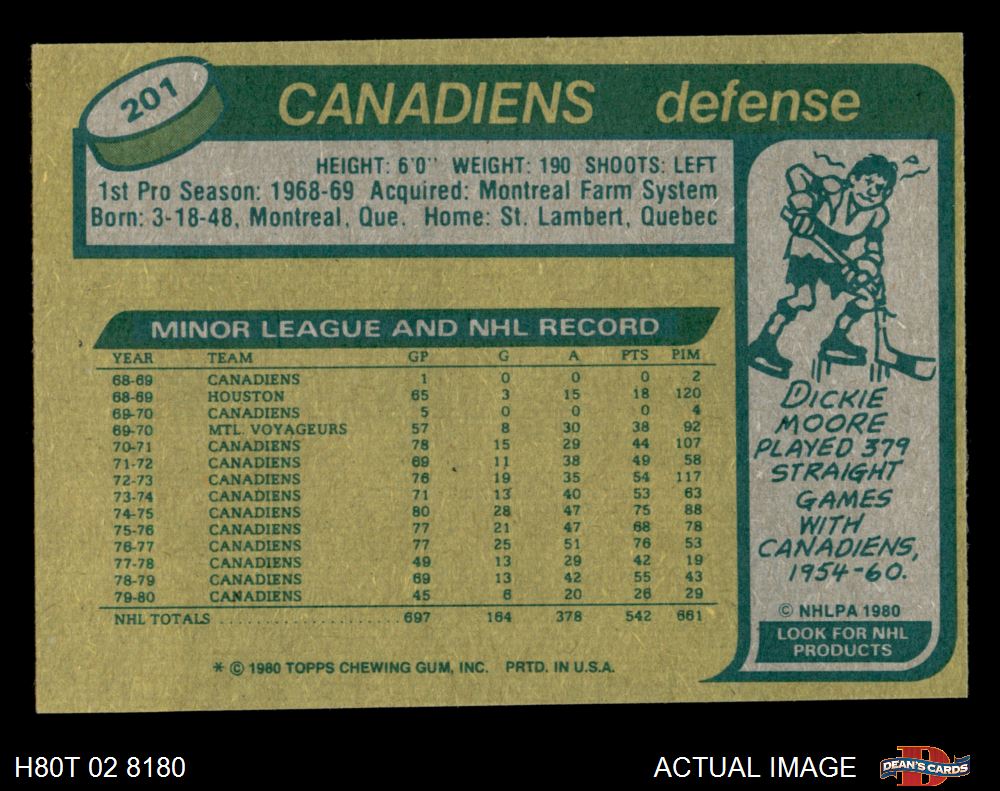 201
CANADIENS defense
HEIGHT: 6'0" WEIGHT: 190 SHOOTS: LEFT
1st Pro Season: 1968-69 Acquired: Montreal Farm System
Born: 3-18-48, Montreal, Que. Home: St. Lambert, Quebec
MINOR LEAGUE AND NHL RECORD
YEAR TEAM GP G A PTS PIM
68-69 CANADIENS 1 0 0 0 2
68-69 HOUSTON 65 3 15 18 120
69-70 CANADIENS 5 0 0 0 4
69-70 MTL. VOYAGEURS 57 8 30 38 92
70-71 CANADIENS 78 15 29 44 107
71-72 CANADIENS 69 11 38 49 58
72-73 CANADIENS 76 19 35 54 117
73-74 CANADIENS 71 13 40 53 63
74-75 CANADIENS 80 28 47 75 88
75-76 CANADIENS 77 21 47 68 78
76-77 CANADIENS 77 25 51 76 53
77-78 CANADIENS 49 13 29 42 19
78-79 CANADIENS 69 13 42 55 43
79-80 CANADIENS 45 6 20 26 29
NHL TOTALS .................... 697 164 378 542 661
* © 1980 TOPPS CHEWING GUM, INC. PRTD. IN U.S.A.
DICKIE
MOORE
PLAYED 379
STRAIGHT
GAMES
WITH
CANADIENS,
1954-60.
© NHLPA 1980
LOOK FOR NHL
PRODUCTS
H80T 02 8180
ACTUAL IMAGE
D
DEAN'S CARDS